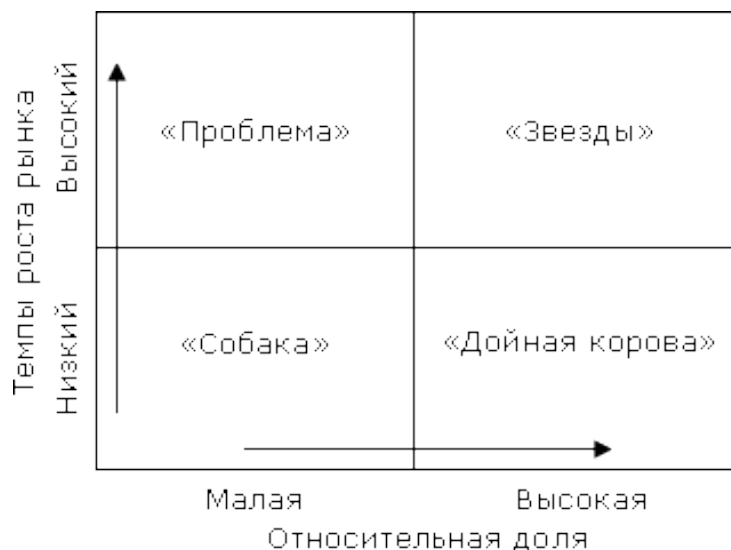 Темпы роста рынка
Высокий
Низкий
«Проблема»
«Звезды»
«Собака»
«Дойная корова»
Малая
Высокая
Относительная доля